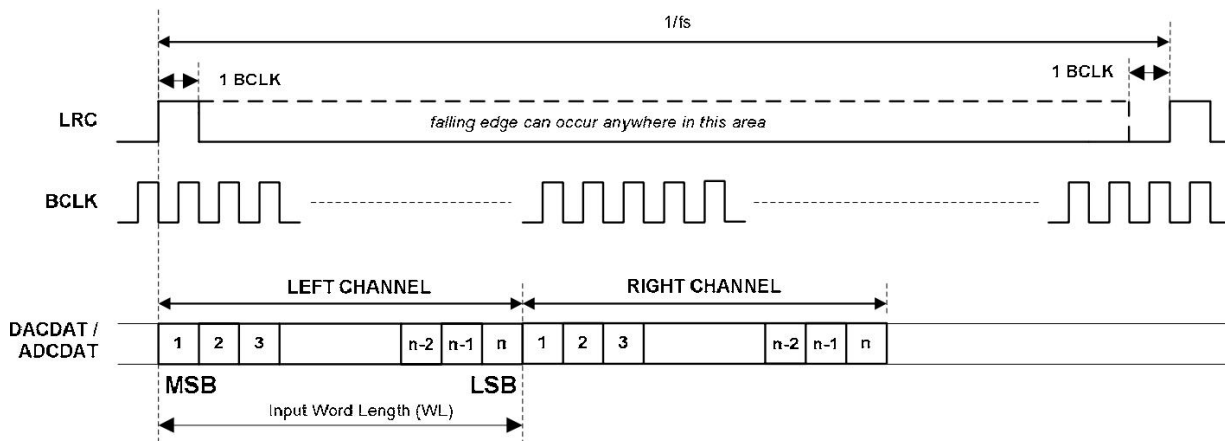 1/fs
1 BCLK
1 BCLK
LRC
falling edge can occur anywhere in this area
BCLK
LEFT CHANNEL
RIGHT CHANNEL
DACDAT /
ADCDAT
1 2 3 n-2 n-1 n 1 2 3 n-2 n-1 n
MSB LSB
Input Word Length (WL)